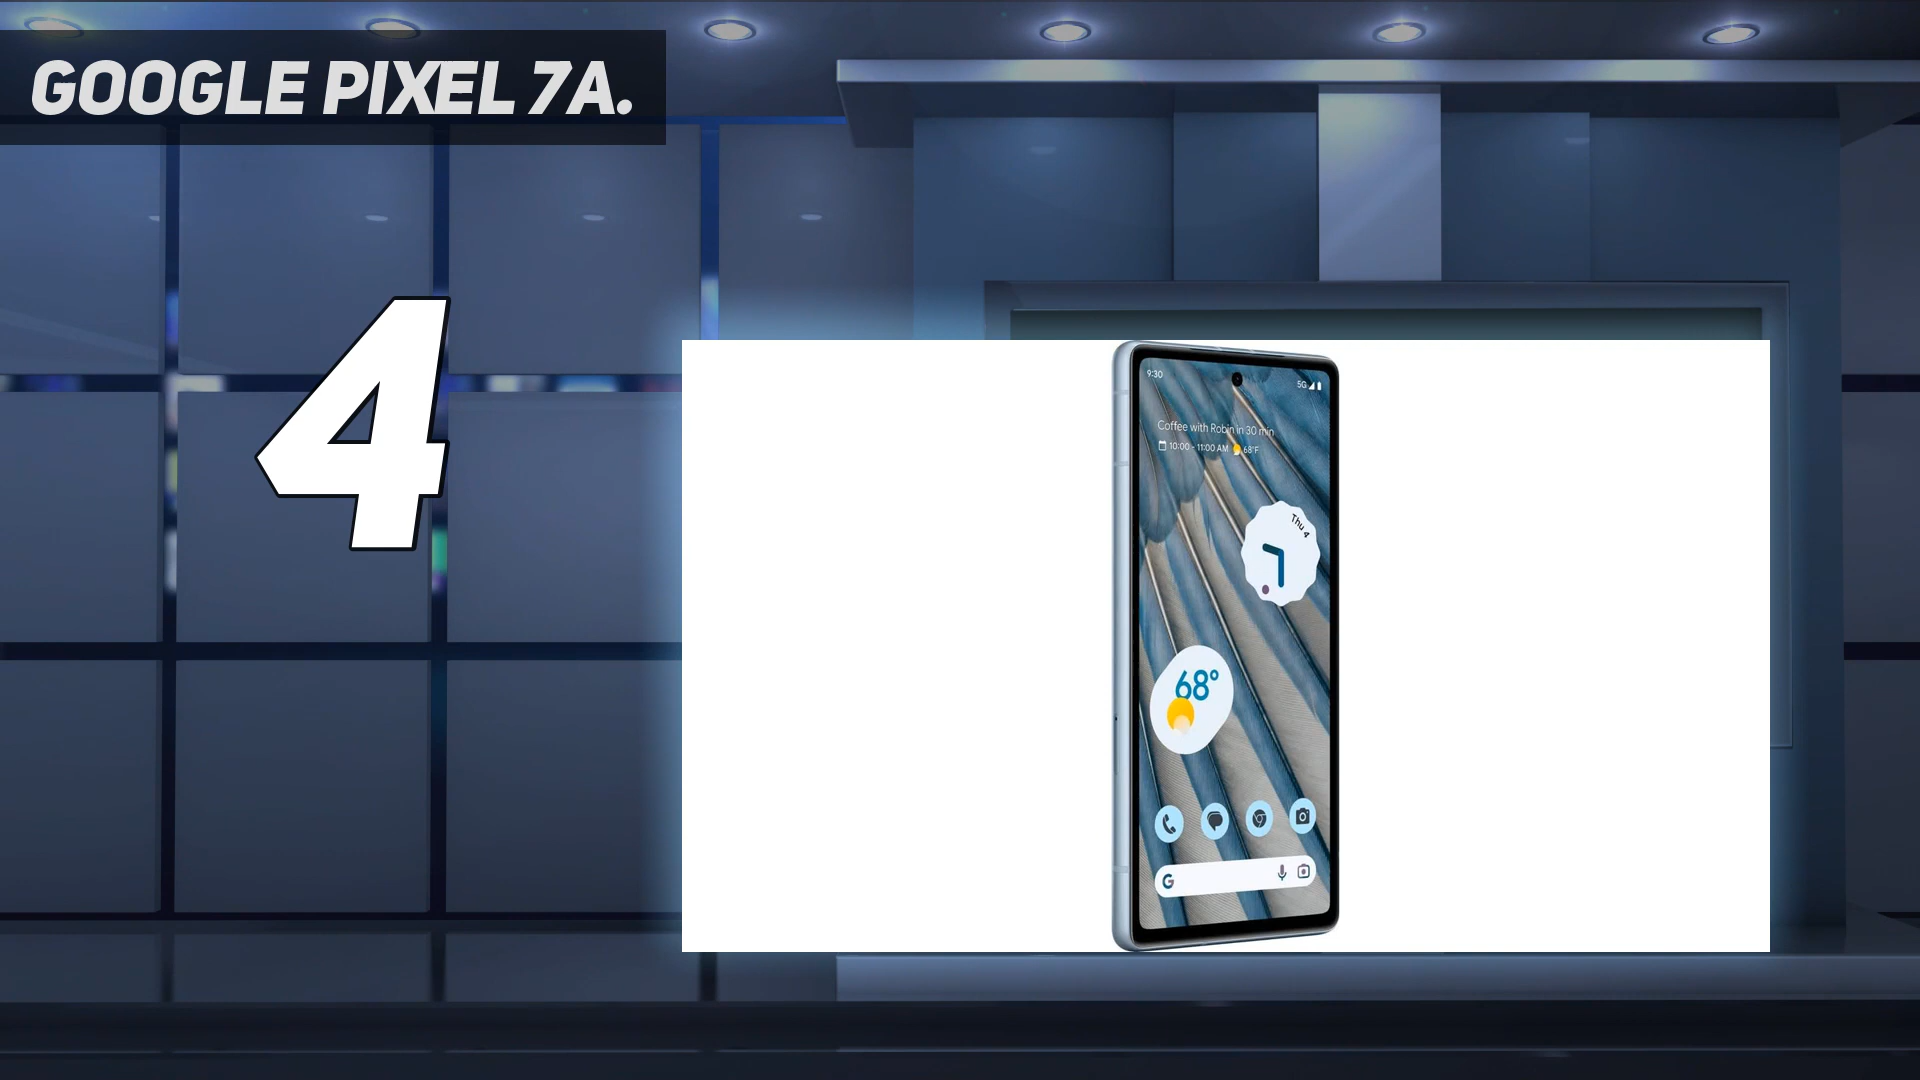 GOOGLE PIXEL 7A.
4
9:30
5G
Coffee with Robin in 30 min
10:00 - 11:00 AM 68°F
Thu 4
68°
G